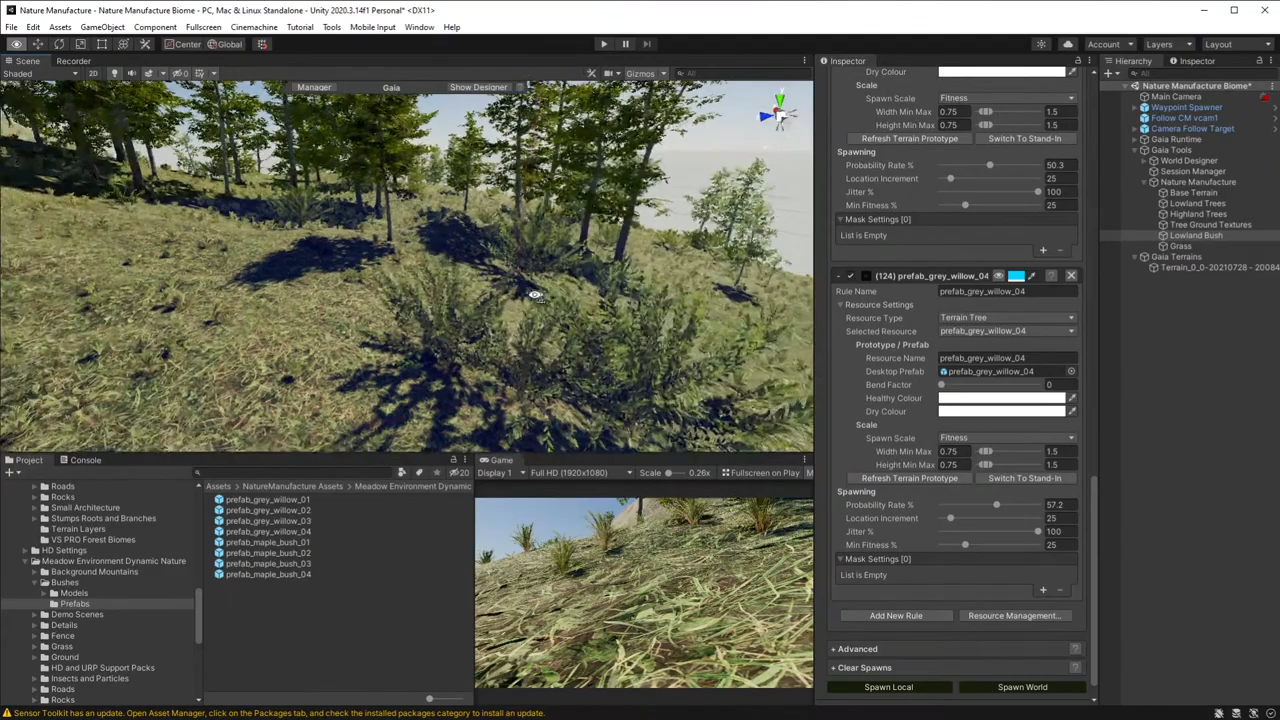 Nature Manufacture Biome - Nature Manufacture Biome - PC, Mac & Linux Standalone - Unity 2020.3.14f1 Personal* <DX11>
File Edit Assets GameObject Component Fullscreen Cinemachine Tutorial Tools Mobile Input Window Help
Center Global Account Layers Layout
Scene Recorder
Shaded 2D 0 Gizmos All
Manager Gaia Show Designer
Inspector
Dry Colour
Scale
Spawn Scale Fitness
Width Min Max 0.75 1.5
Height Min Max 0.75 1.5
Refresh Terrain Prototype Switch To Stand-In
Spawning
Probability Rate % 50.3
Location Increment 25
Jitter % 100
Min Fitness % 25
Mask Settings [0]
List is Empty
+ -
- (124) prefab_grey_willow_04 ?
Rule Name prefab_grey_willow_04
Resource Settings
Resource Type Terrain Tree
Selected Resource prefab_grey_willow_04
Prototype / Prefab
Resource Name prefab_grey_willow_04
Desktop Prefab prefab_grey_willow_04
Bend Factor 0
Healthy Colour
Dry Colour
Scale
Spawn Scale Fitness
Width Min Max 0.75 1.5
Height Min Max 0.75 1.5
Refresh Terrain Prototype Switch To Stand-In
Spawning
Probability Rate % 57.2
Location Increment 25
Jitter % 100
Min Fitness % 25
Mask Settings [0]
List is Empty
+ -
Add New Rule Resource Management...
+ Advanced ?
+ Clear Spawns ?
Spawn Local Spawn World
Hierarchy Inspector
+ All
Nature Manufacture Biome*
Main Camera
Waypoint Spawner
Follow CM vcam1
Camera Follow Target
Gaia Runtime
Gaia Tools
World Designer
Session Manager
Nature Manufacture
Base Terrain
Lowland Trees
Highland Trees
Tree Ground Textures
Lowland Bush
Grass
Gaia Terrains
Terrain_0_0-20210728 - 20084
Project Console
+ 20
Roads
Rocks
Small Architecture
Stumps Roots and Branches
Terrain Layers
VS PRO Forest Biomes
HD Settings
Meadow Environment Dynamic Nature
Background Mountains
Bushes
Models
Prefabs
Demo Scenes
Details
Fence
Grass
Ground
HD and URP Support Packs
Insects and Particles
Roads
Rocks
Assets > NatureManufacture Assets > Meadow Environment Dynamic
prefab_grey_willow_01
prefab_grey_willow_02
prefab_grey_willow_03
prefab_grey_willow_04
prefab_maple_bush_01
prefab_maple_bush_02
prefab_maple_bush_03
prefab_maple_bush_04
Game
Display 1 Full HD (1920x1080) Scale 0.26x Fullscreen on Play M
Sensor Toolkit has an update. Open Asset Manager, click on the Packages tab, and check the installed packages category to install an update.